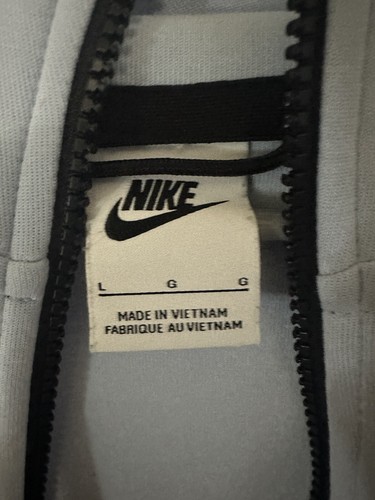 NIKE
L G G
MADE IN VIETNAM
FABRIQUE AU VIETNAM